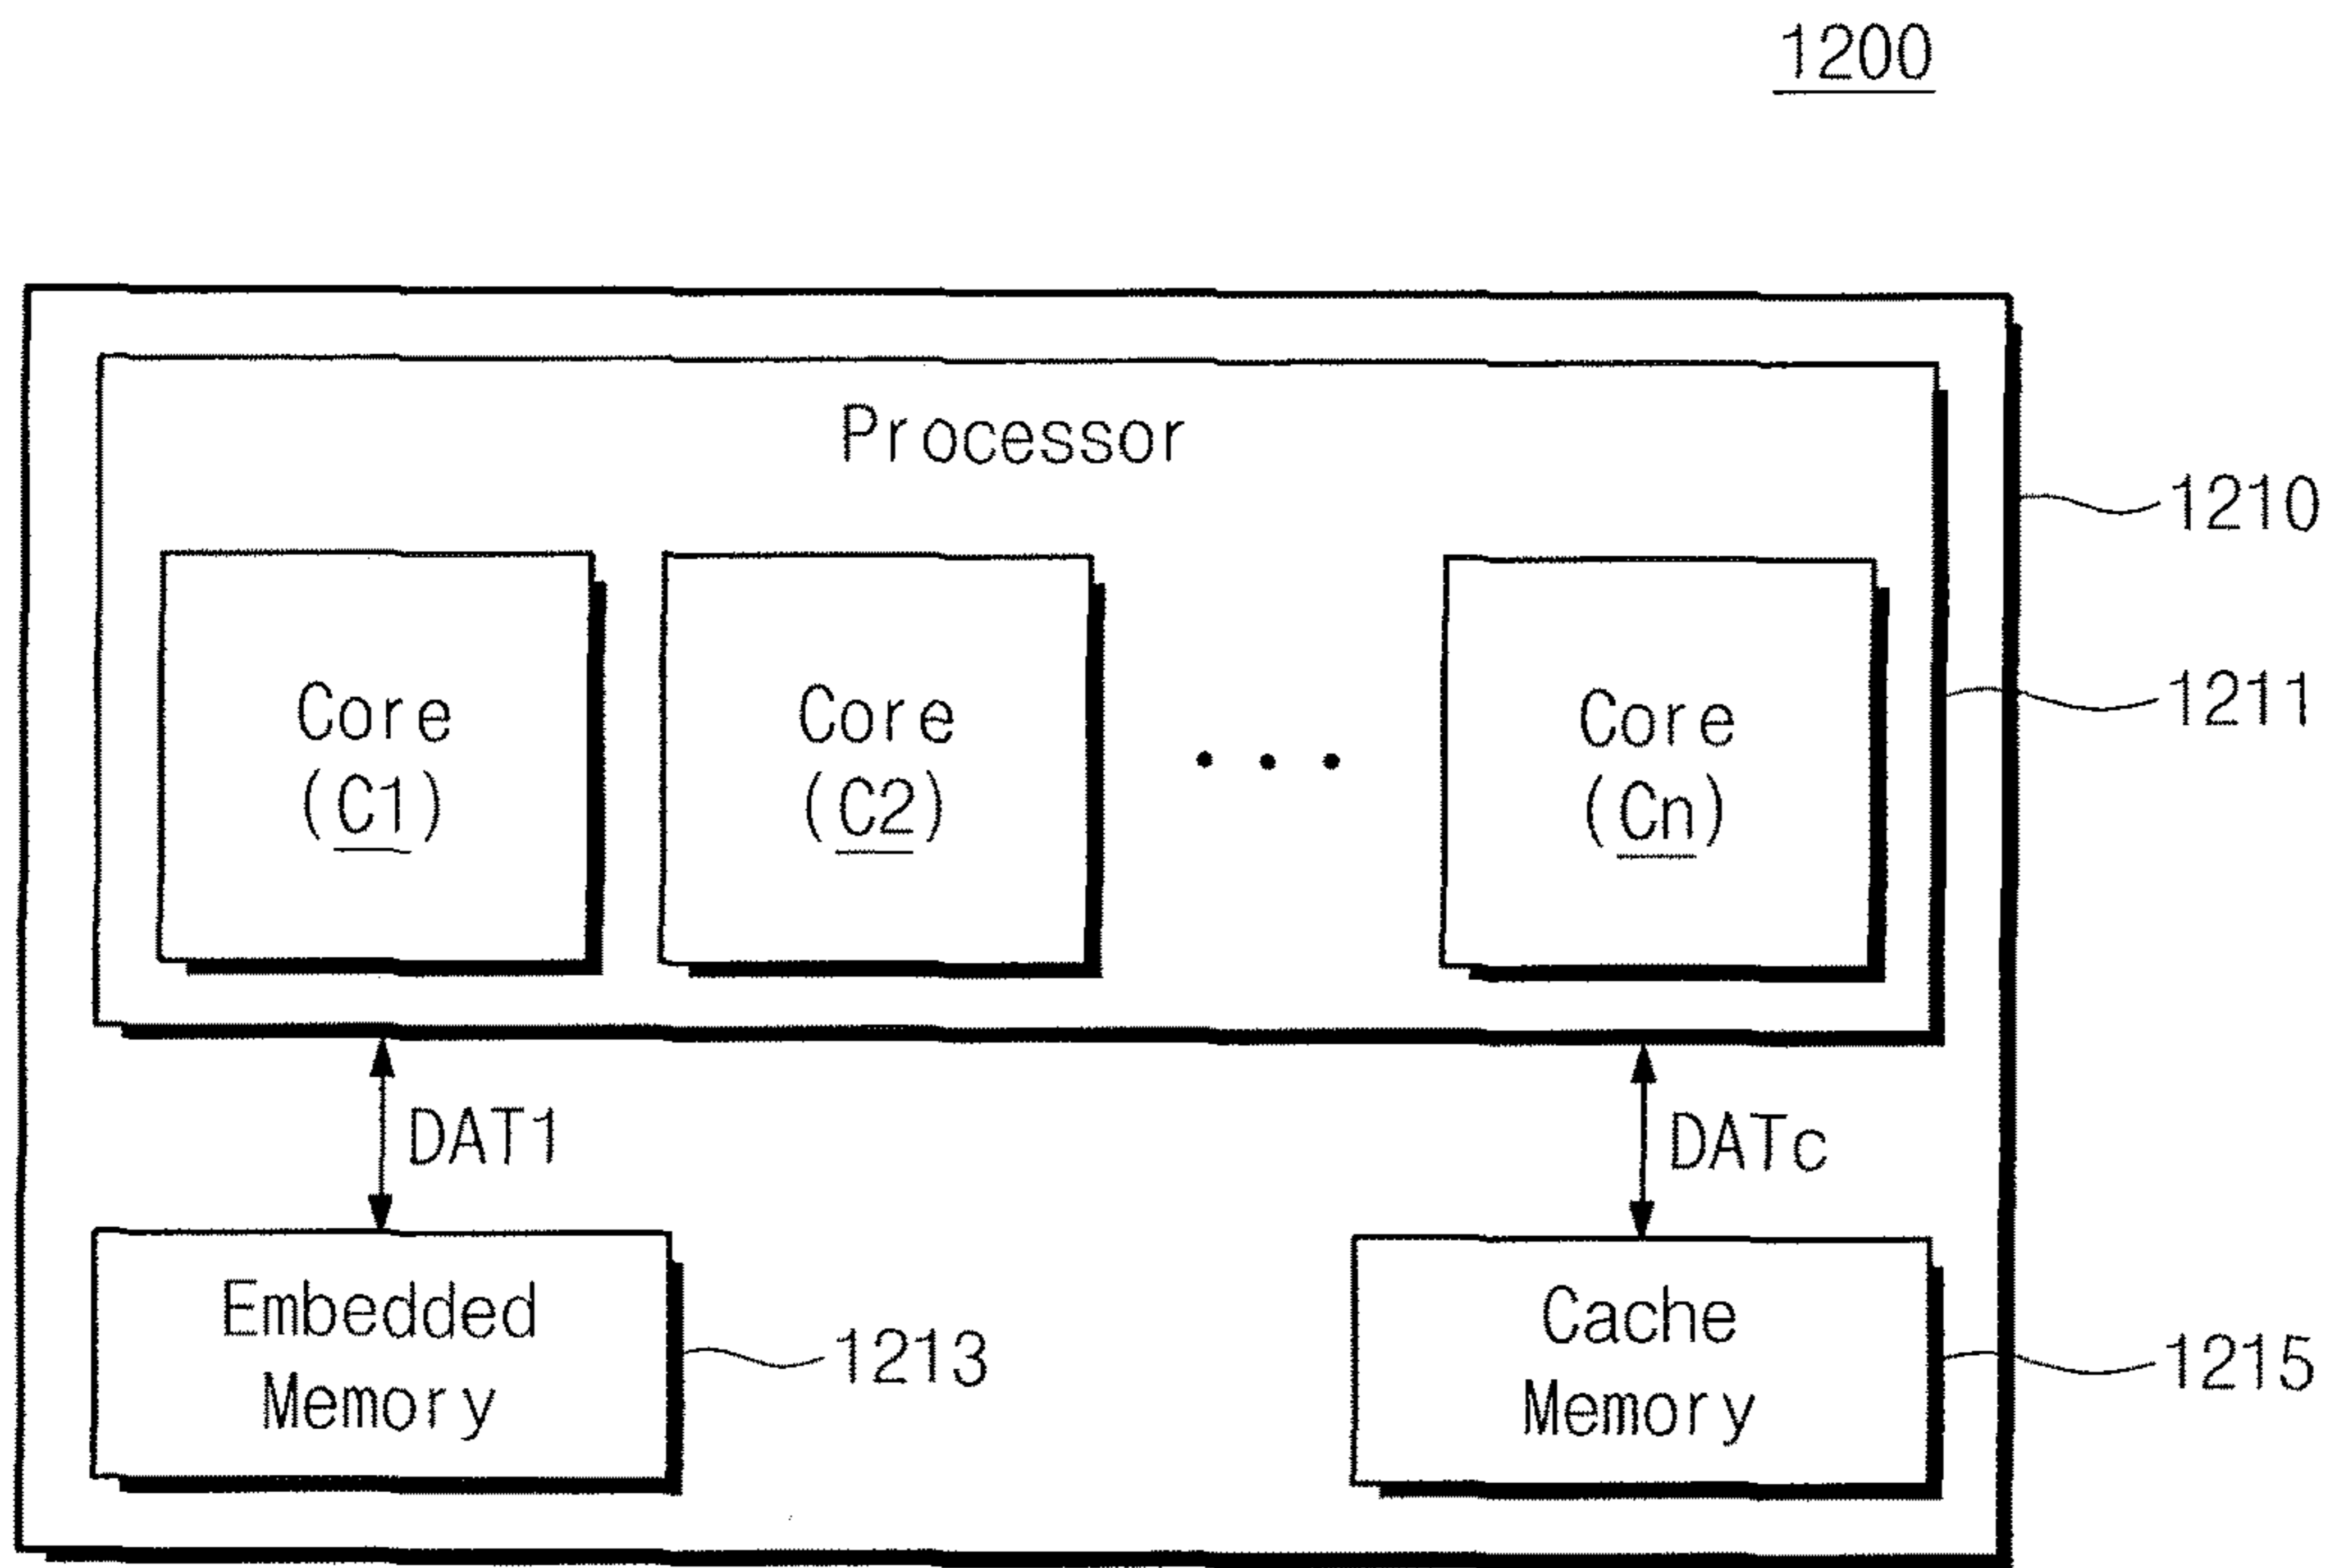 1200
Processor
1210
Core
(C1)
Core
(C2)
Core
(Cn)
1211
DAT1
DATc
Embedded
Memory
1213
Cache
Memory
1215